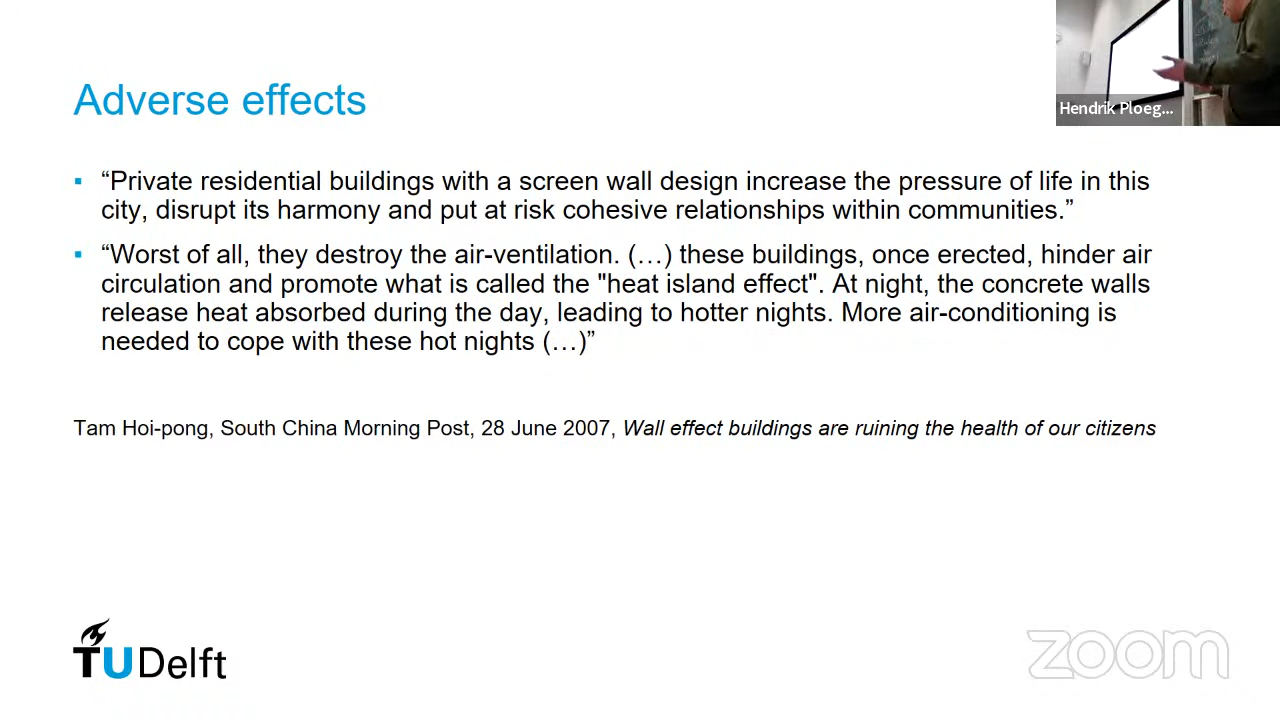 Hendrik Ploeg...
Adverse effects
▪ “Private residential buildings with a screen wall design increase the pressure of life in this
city, disrupt its harmony and put at risk cohesive relationships within communities.”
▪ “Worst of all, they destroy the air-ventilation. (…) these buildings, once erected, hinder air
circulation and promote what is called the "heat island effect". At night, the concrete walls
release heat absorbed during the day, leading to hotter nights. More air-conditioning is
needed to cope with these hot nights (…)”
Tam Hoi-pong, South China Morning Post, 28 June 2007, Wall effect buildings are ruining the health of our citizens
TU Delft
zoom